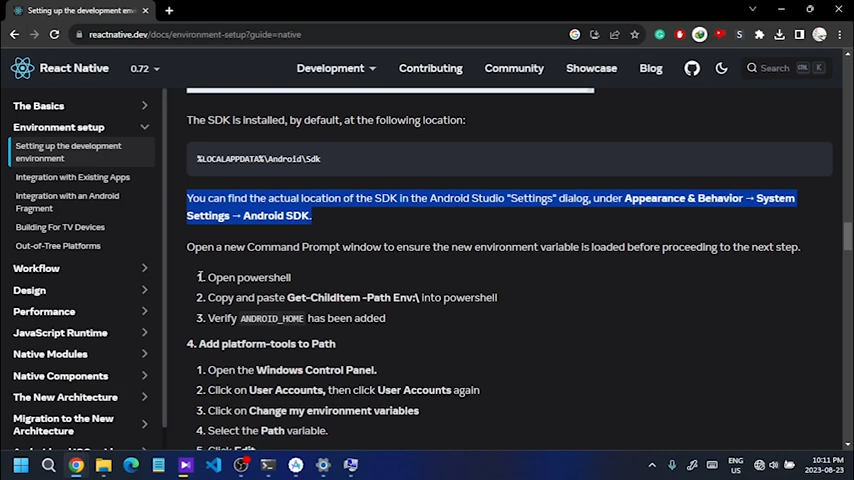 Setting up the development envi
reactnative.dev/docs/environment-setup?guide=native
React Native
0.72
Development
Contributing
Community
Showcase
Blog
Search
CTRL
K
The Basics
Environment setup
Setting up the development
environment
Integration with Existing Apps
Integration with an Android
Fragment
Building For TV Devices
Out-of-Tree Platforms
Workflow
Design
Performance
JavaScript Runtime
Native Modules
Native Components
The New Architecture
Migration to the New
Architecture
The SDK is installed, by default, at the following location:
%LOCALAPPDATA%\Android\Sdk
You can find the actual location of the SDK in the Android Studio "Settings" dialog, under Appearance & Behavior → System
Settings → Android SDK.
Open a new Command Prompt window to ensure the new environment variable is loaded before proceeding to the next step.
1. Open powershell
2. Copy and paste Get-ChildItem -Path Env:\ into powershell
3. Verify ANDROID_HOME has been added
4. Add platform-tools to Path
1. Open the Windows Control Panel.
2. Click on User Accounts, then click User Accounts again
3. Click on Change my environment variables
4. Select the Path variable.
5. Click Edit.
ENG
US
10:11 PM
2023-08-23